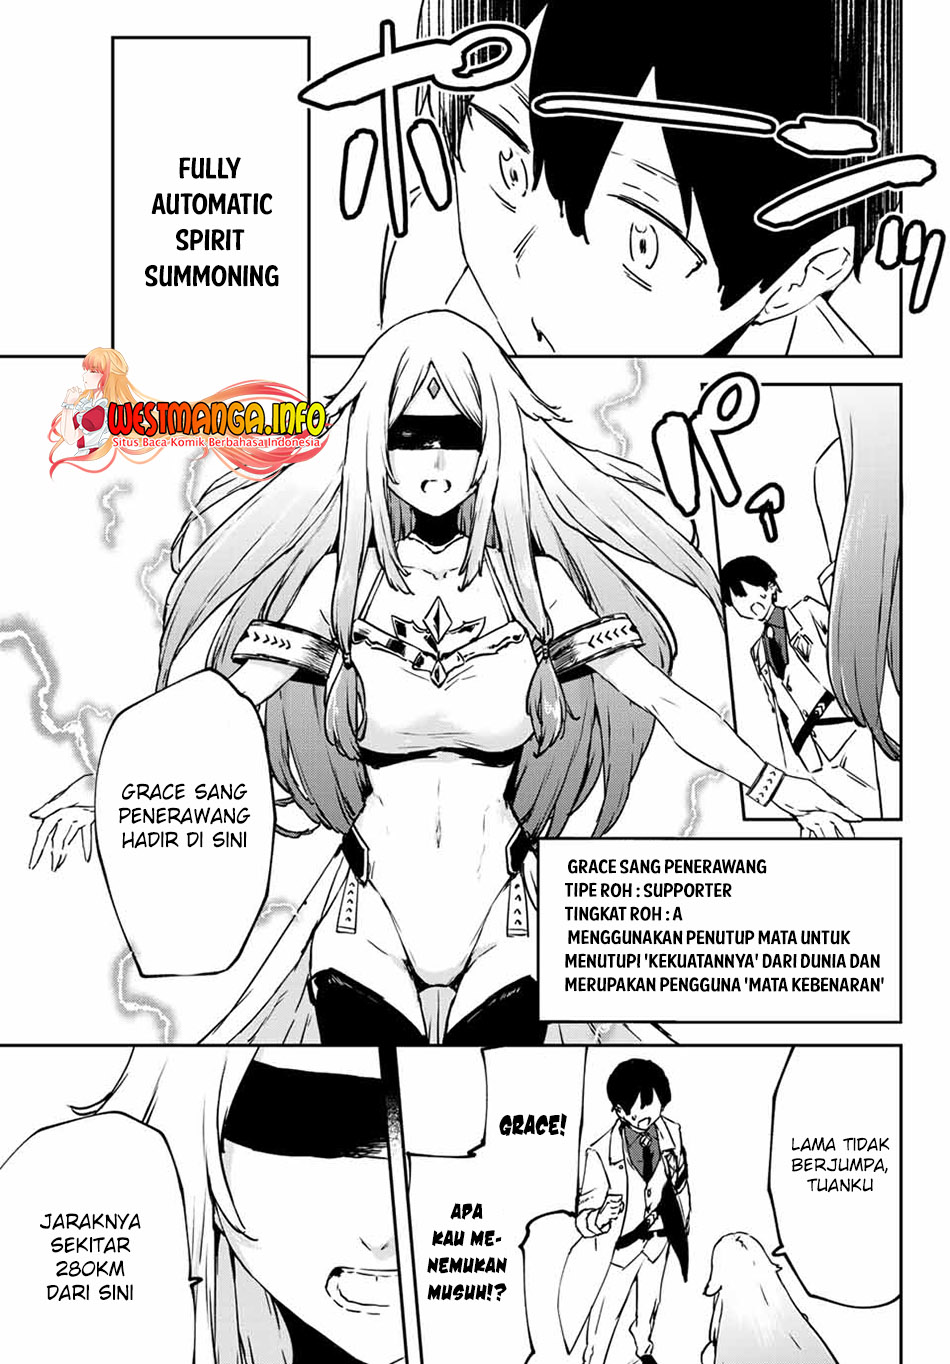 ポーン
FULLY
AUTOMATIC
SPIRIT
SUMMONING
WESTMANGA.INFO
Situs Baca Komik Berbahasa Indonesia
パァ
GRACE SANG
PENERAWANG
HADIR DI SINI
GRACE SANG PENERAWANG
TIPE ROH : SUPPORTER
TINGKAT ROH : A
MENGGUNAKAN PENUTUP MATA UNTUK
MENUTUPI 'KEKUATANNYA' DARI DUNIA DAN
MERUPAKAN PENGGUNA 'MATA KEBENARAN'
LAMA TIDAK
BERJUMPA,
TUANKU
GRACE!
APA
KAU ME-
NEMUKAN
MUSUH!?
JARAKNYA
SEKITAR
280KM
DARI SINI